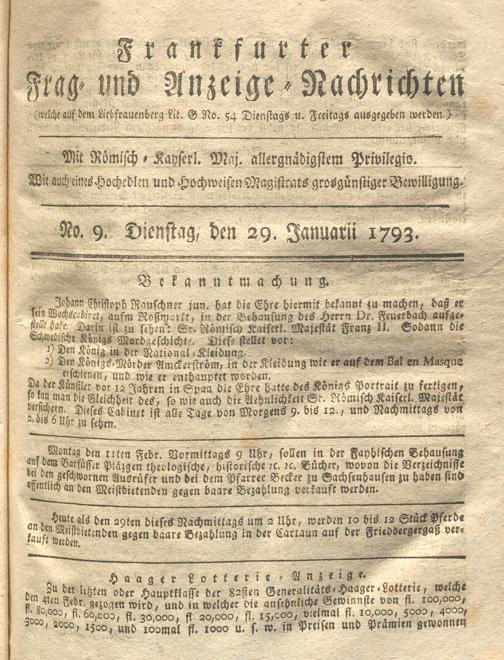 Frankfurter
Frag- und Anzeige-Nachrichten
(welche auf dem Liebfrauenberg Lit. G No. 54 Dienstags u. Freitags ausgegeben werden.)
Mit Römisch-Kayserl. Maj. allergnädigstem Privilegio.
Wie auch eines Hochedlen und Hochweisen Magistrats grosgünstiger Bewilligung.
No. 9. Dienstag, den 29. Januarii 1793.
Bekanntmachung.
Johann Christoph Rauschner jun. hat die Ehre hiermit bekannt zu machen, daß er
sein Wachscabinet, aufm Roßmarkt, in der Behausung des Herrn Dr. Feuerbach aufge-
stellt habe. Darin ist zu sehen: Sr. Römisch Kaiserl. Majestät Franz II. Sodann die
Schwedische Königs Mordgeschichte. Diese stellet vor:
1) Den König in der National-Kleidung.
2) Den Königs-Mörder Anckerström, in der Kleidung wie er auf dem Bal en Masque
erschienen, und wie er enthauptet worden.
Da der Künstler vor 12 Jahren in Spaa die Ehre hatte des Königs Portrait zu fertigen,
so kan man die Gleichheit des, so wie auch die Aehnlichkeit Sr. Römisch Kaiserl. Majestät
versichern. Dieses Cabinet ist alle Tage von Morgens 9. bis 12., und Nachmittags von
2. bis 6 Uhr zu sehen.
Montag den 11ten Febr. Vormittags 9 Uhr, sollen in der Fayhischen Behausung
auf dem Barfüsser Pläzgen theologische, historische ꝛc. ꝛc. Bücher, wovon die Verzeichnisse
bei den geschwornen Ausrüfer und bei dem Pfarrer Becker zu Sachsenhausen zu haben sind
öffentlich an den Meistbietenden gegen baare Bezahlung verkauft werden.
Heute als den 29ten dieses Nachmittags um 2 Uhr, werden 10 bis 12 Stück Pferde
an den Meistbietenden gegen baare Bezahlung in der Carthaun auf der Friedbergergaß ver-
kauft werden.
Haager Lotterie-Anzeige.
Zu der letzten oder Hauptklasse der 82sten Generalitäts-Haager-Lotterie, welche
den 4ten Febr. gezogen wird, und in welcher die ansehnliche Gewinnste von fl. 100,000,
fl. 80,000, fl. 60,000, fl. 30,000, fl. 20,000, fl. 15,000, vielmal fl. 10,000, 5000, 4000,
3000, 2000, 1500, und 100mal fl. 1000 u. s. w. in Preisen und Prämien gewonnen